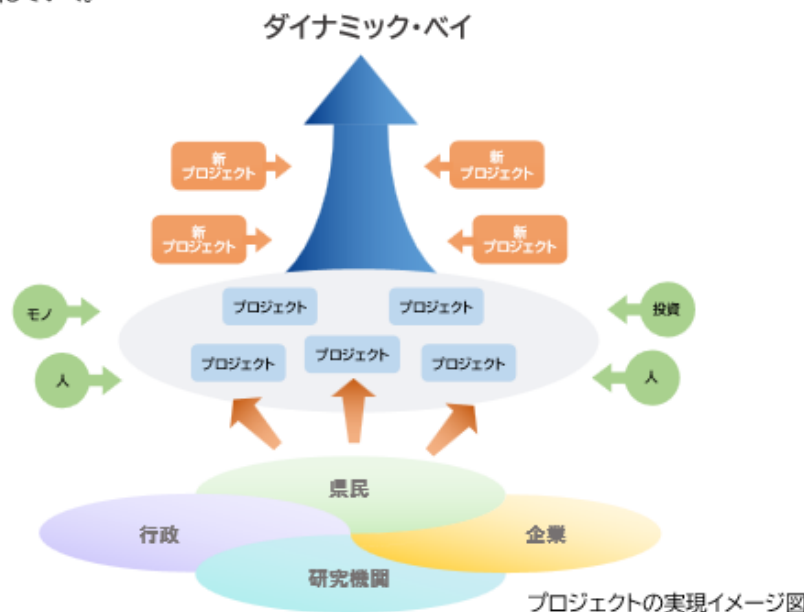 ダイナミック・ベイ
新
プロジェクト
新
プロジェクト
新
プロジェクト
新
プロジェクト
モノ
プロジェクト
プロジェクト
投資
人
プロジェクト
プロジェクト
プロジェクト
人
県民
行政
企業
研究機関
プロジェクトの実現イメージ図